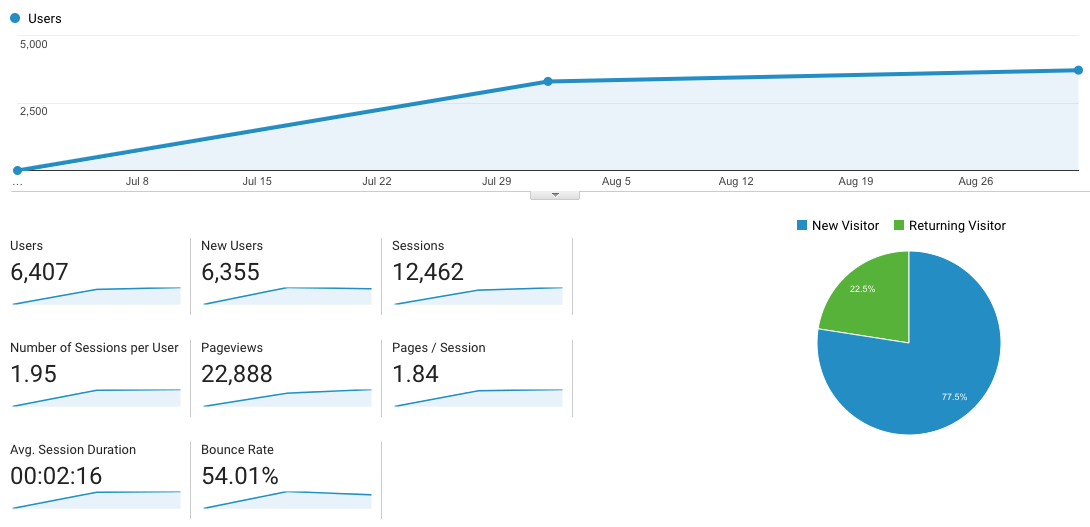 Users
5,000
2,500
...
Jul 8
Jul 15
Jul 22
Jul 29
Aug 5
Aug 12
Aug 19
Aug 26
New Visitor
Returning Visitor
Users
New Users
Sessions
6,407
6,355
12,462
Number of Sessions per User
Pageviews
Pages / Session
1.95
22,888
1.84
Avg. Session Duration
Bounce Rate
00:02:16
54.01%
22.5%
77.5%